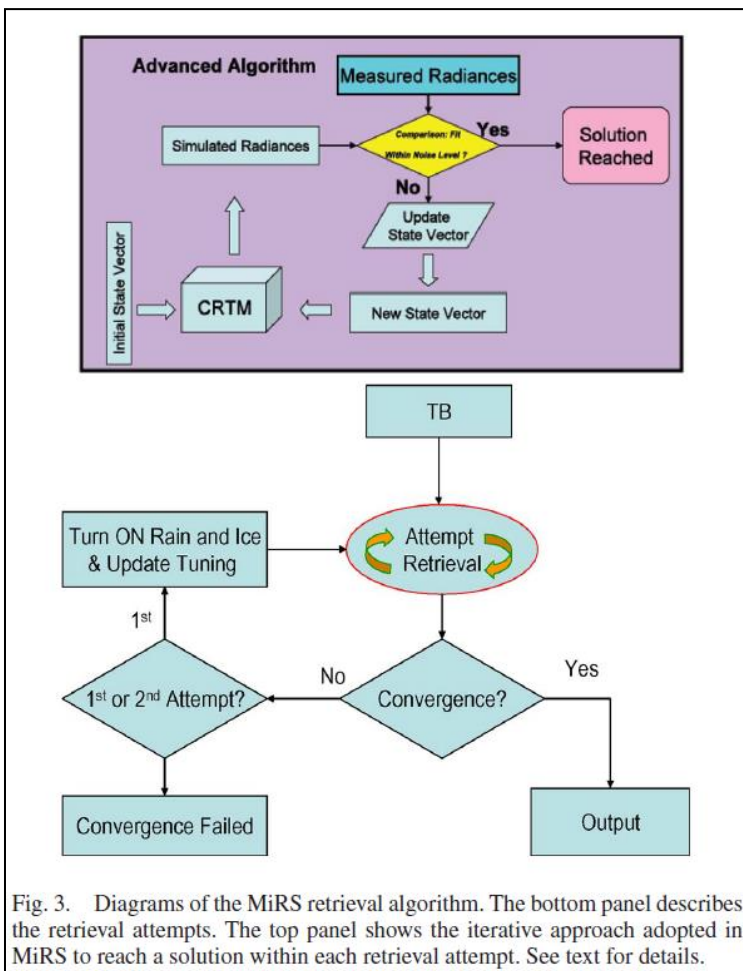 Advanced Algorithm
Measured Radiances
Simulated Radiances
Comparison: Fit
Within Noise Level ?
Yes
Solution
Reached
No
Update
State Vector
Initial State Vector
CRTM
New State Vector
TB
Turn ON Rain and Ice
& Update Tuning
Attempt
Retrieval
1st
1st or 2nd Attempt?
No
Convergence?
Yes
Convergence Failed
Output
Fig. 3. Diagrams of the MiRS retrieval algorithm. The bottom panel describes
the retrieval attempts. The top panel shows the iterative approach adopted in
MiRS to reach a solution within each retrieval attempt. See text for details.